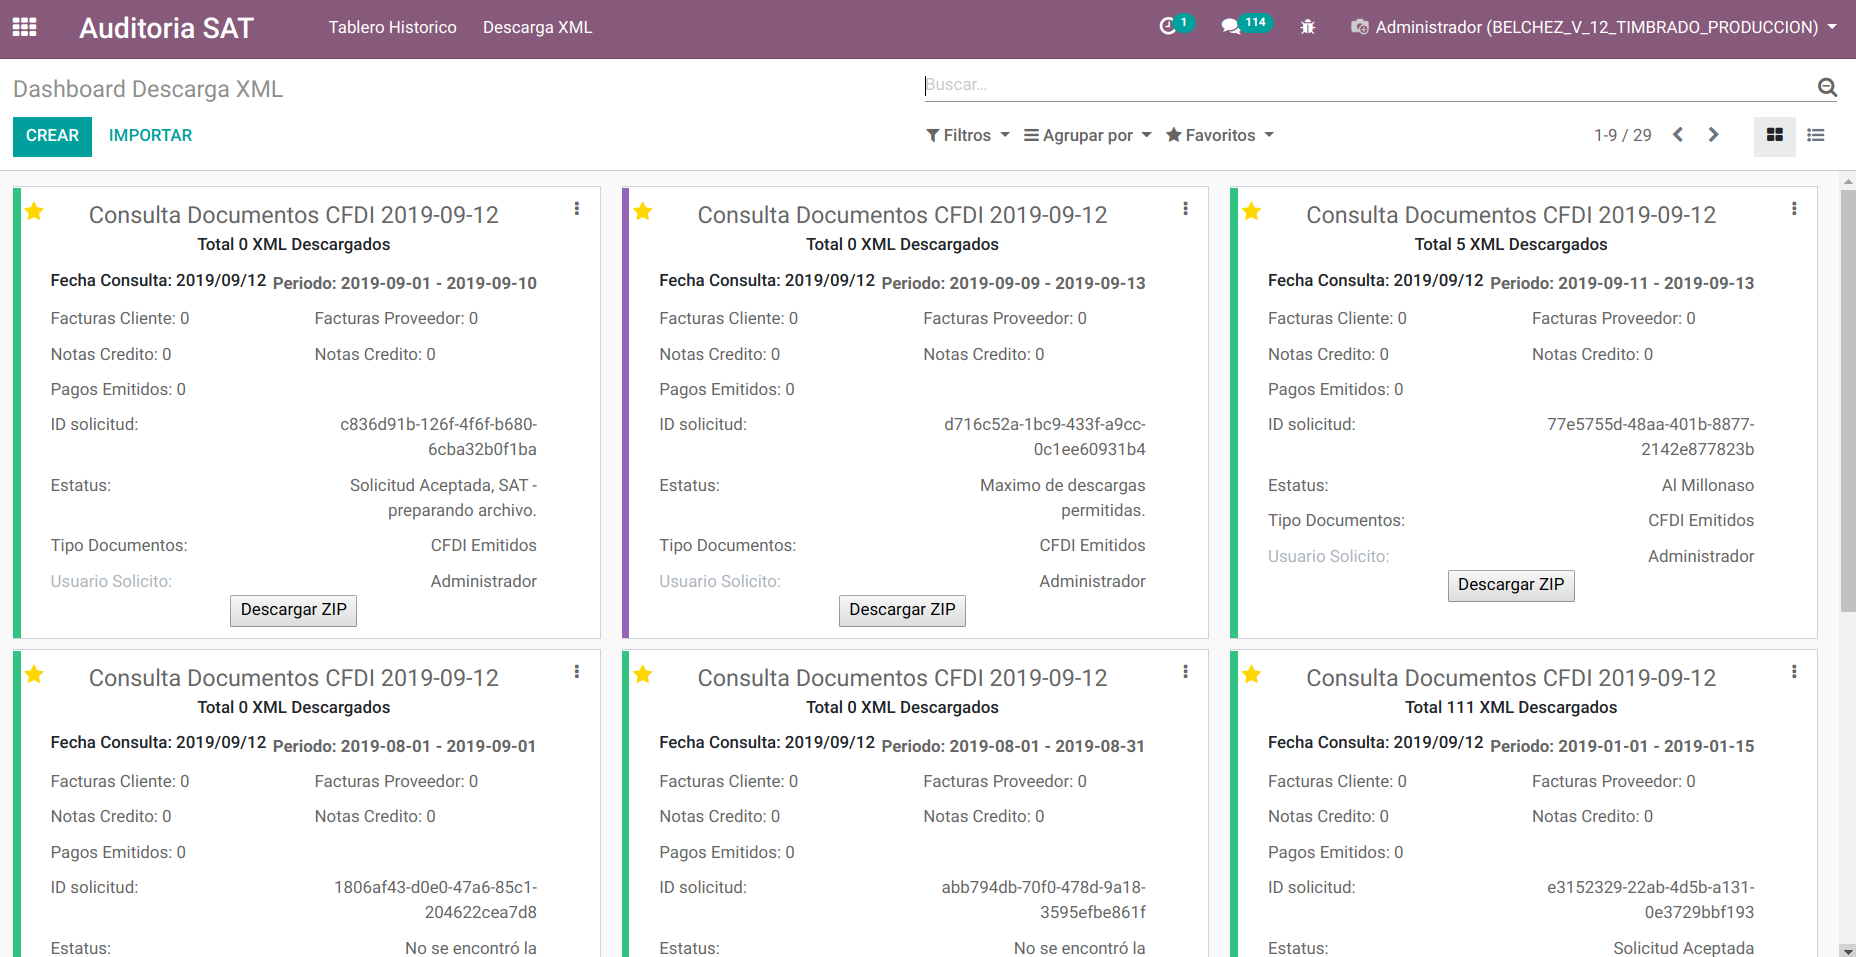 Auditoria SAT
Tablero Historico
Descarga XML
1
114
Administrador (BELCHEZ_V_12_TIMBRADO_PRODUCCION)
Dashboard Descarga XML
Buscar...
CREAR
IMPORTAR
Filtros
Agrupar por
Favoritos
1-9 / 29
Consulta Documentos CFDI 2019-09-12
Total 0 XML Descargados
Fecha Consulta: 2019/09/12 Periodo: 2019-09-01 - 2019-09-10
Facturas Cliente: 0 Facturas Proveedor: 0
Notas Credito: 0 Notas Credito: 0
Pagos Emitidos: 0
ID solicitud: c836d91b-126f-4f6f-b680-
6cba32b0f1ba
Estatus: Solicitud Aceptada, SAT -
preparando archivo.
Tipo Documentos: CFDI Emitidos
Usuario Solicito: Administrador
Descargar ZIP
Consulta Documentos CFDI 2019-09-12
Total 0 XML Descargados
Fecha Consulta: 2019/09/12 Periodo: 2019-09-09 - 2019-09-13
Facturas Cliente: 0 Facturas Proveedor: 0
Notas Credito: 0 Notas Credito: 0
Pagos Emitidos: 0
ID solicitud: d716c52a-1bc9-433f-a9cc-
0c1ee60931b4
Estatus: Maximo de descargas
permitidas.
Tipo Documentos: CFDI Emitidos
Usuario Solicito: Administrador
Descargar ZIP
Consulta Documentos CFDI 2019-09-12
Total 5 XML Descargados
Fecha Consulta: 2019/09/12 Periodo: 2019-09-11 - 2019-09-13
Facturas Cliente: 0 Facturas Proveedor: 0
Notas Credito: 0 Notas Credito: 0
Pagos Emitidos: 0
ID solicitud: 77e5755d-48aa-401b-8877-
2142e877823b
Estatus: Al Millonaso
Tipo Documentos: CFDI Emitidos
Usuario Solicito: Administrador
Descargar ZIP
Consulta Documentos CFDI 2019-09-12
Total 0 XML Descargados
Fecha Consulta: 2019/09/12 Periodo: 2019-08-01 - 2019-09-01
Facturas Cliente: 0 Facturas Proveedor: 0
Notas Credito: 0 Notas Credito: 0
Pagos Emitidos: 0
ID solicitud: 1806af43-d0e0-47a6-85c1-
204622cea7d8
Estatus: No se encontró la
Consulta Documentos CFDI 2019-09-12
Total 0 XML Descargados
Fecha Consulta: 2019/09/12 Periodo: 2019-08-01 - 2019-08-31
Facturas Cliente: 0 Facturas Proveedor: 0
Notas Credito: 0 Notas Credito: 0
Pagos Emitidos: 0
ID solicitud: abb794db-70f0-478d-9a18-
3595efbe861f
Estatus: No se encontró la
Consulta Documentos CFDI 2019-09-12
Total 111 XML Descargados
Fecha Consulta: 2019/09/12 Periodo: 2019-01-01 - 2019-01-15
Facturas Cliente: 0 Facturas Proveedor: 0
Notas Credito: 0 Notas Credito: 0
Pagos Emitidos: 0
ID solicitud: e3152329-22ab-4d5b-a131-
0e3729bbf193
Estatus: Solicitud Aceptada